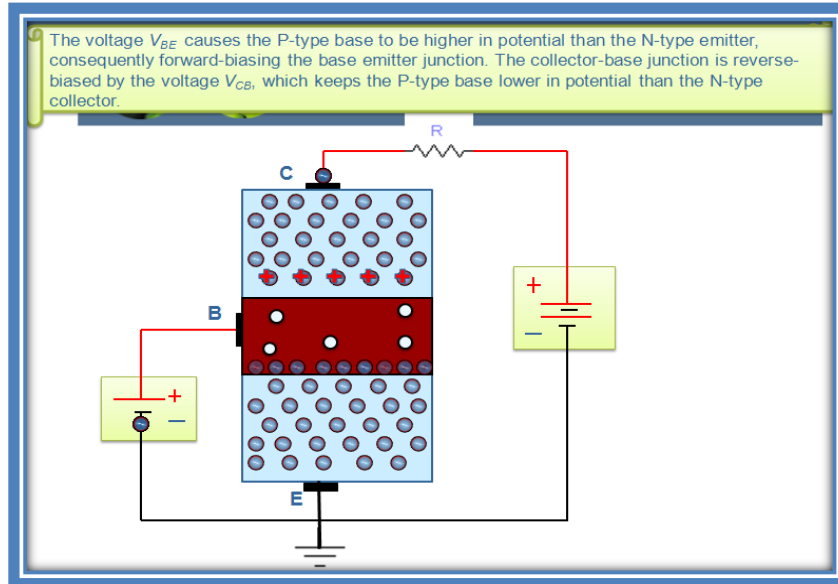 The voltage VBE causes the P-type base to be higher in potential than the N-type emitter,
consequently forward-biasing the base emitter junction. The collector-base junction is reverse-
biased by the voltage VCB, which keeps the P-type base lower in potential than the N-type
collector.
R
C
+ + + + +
B
+
−
+
−
E